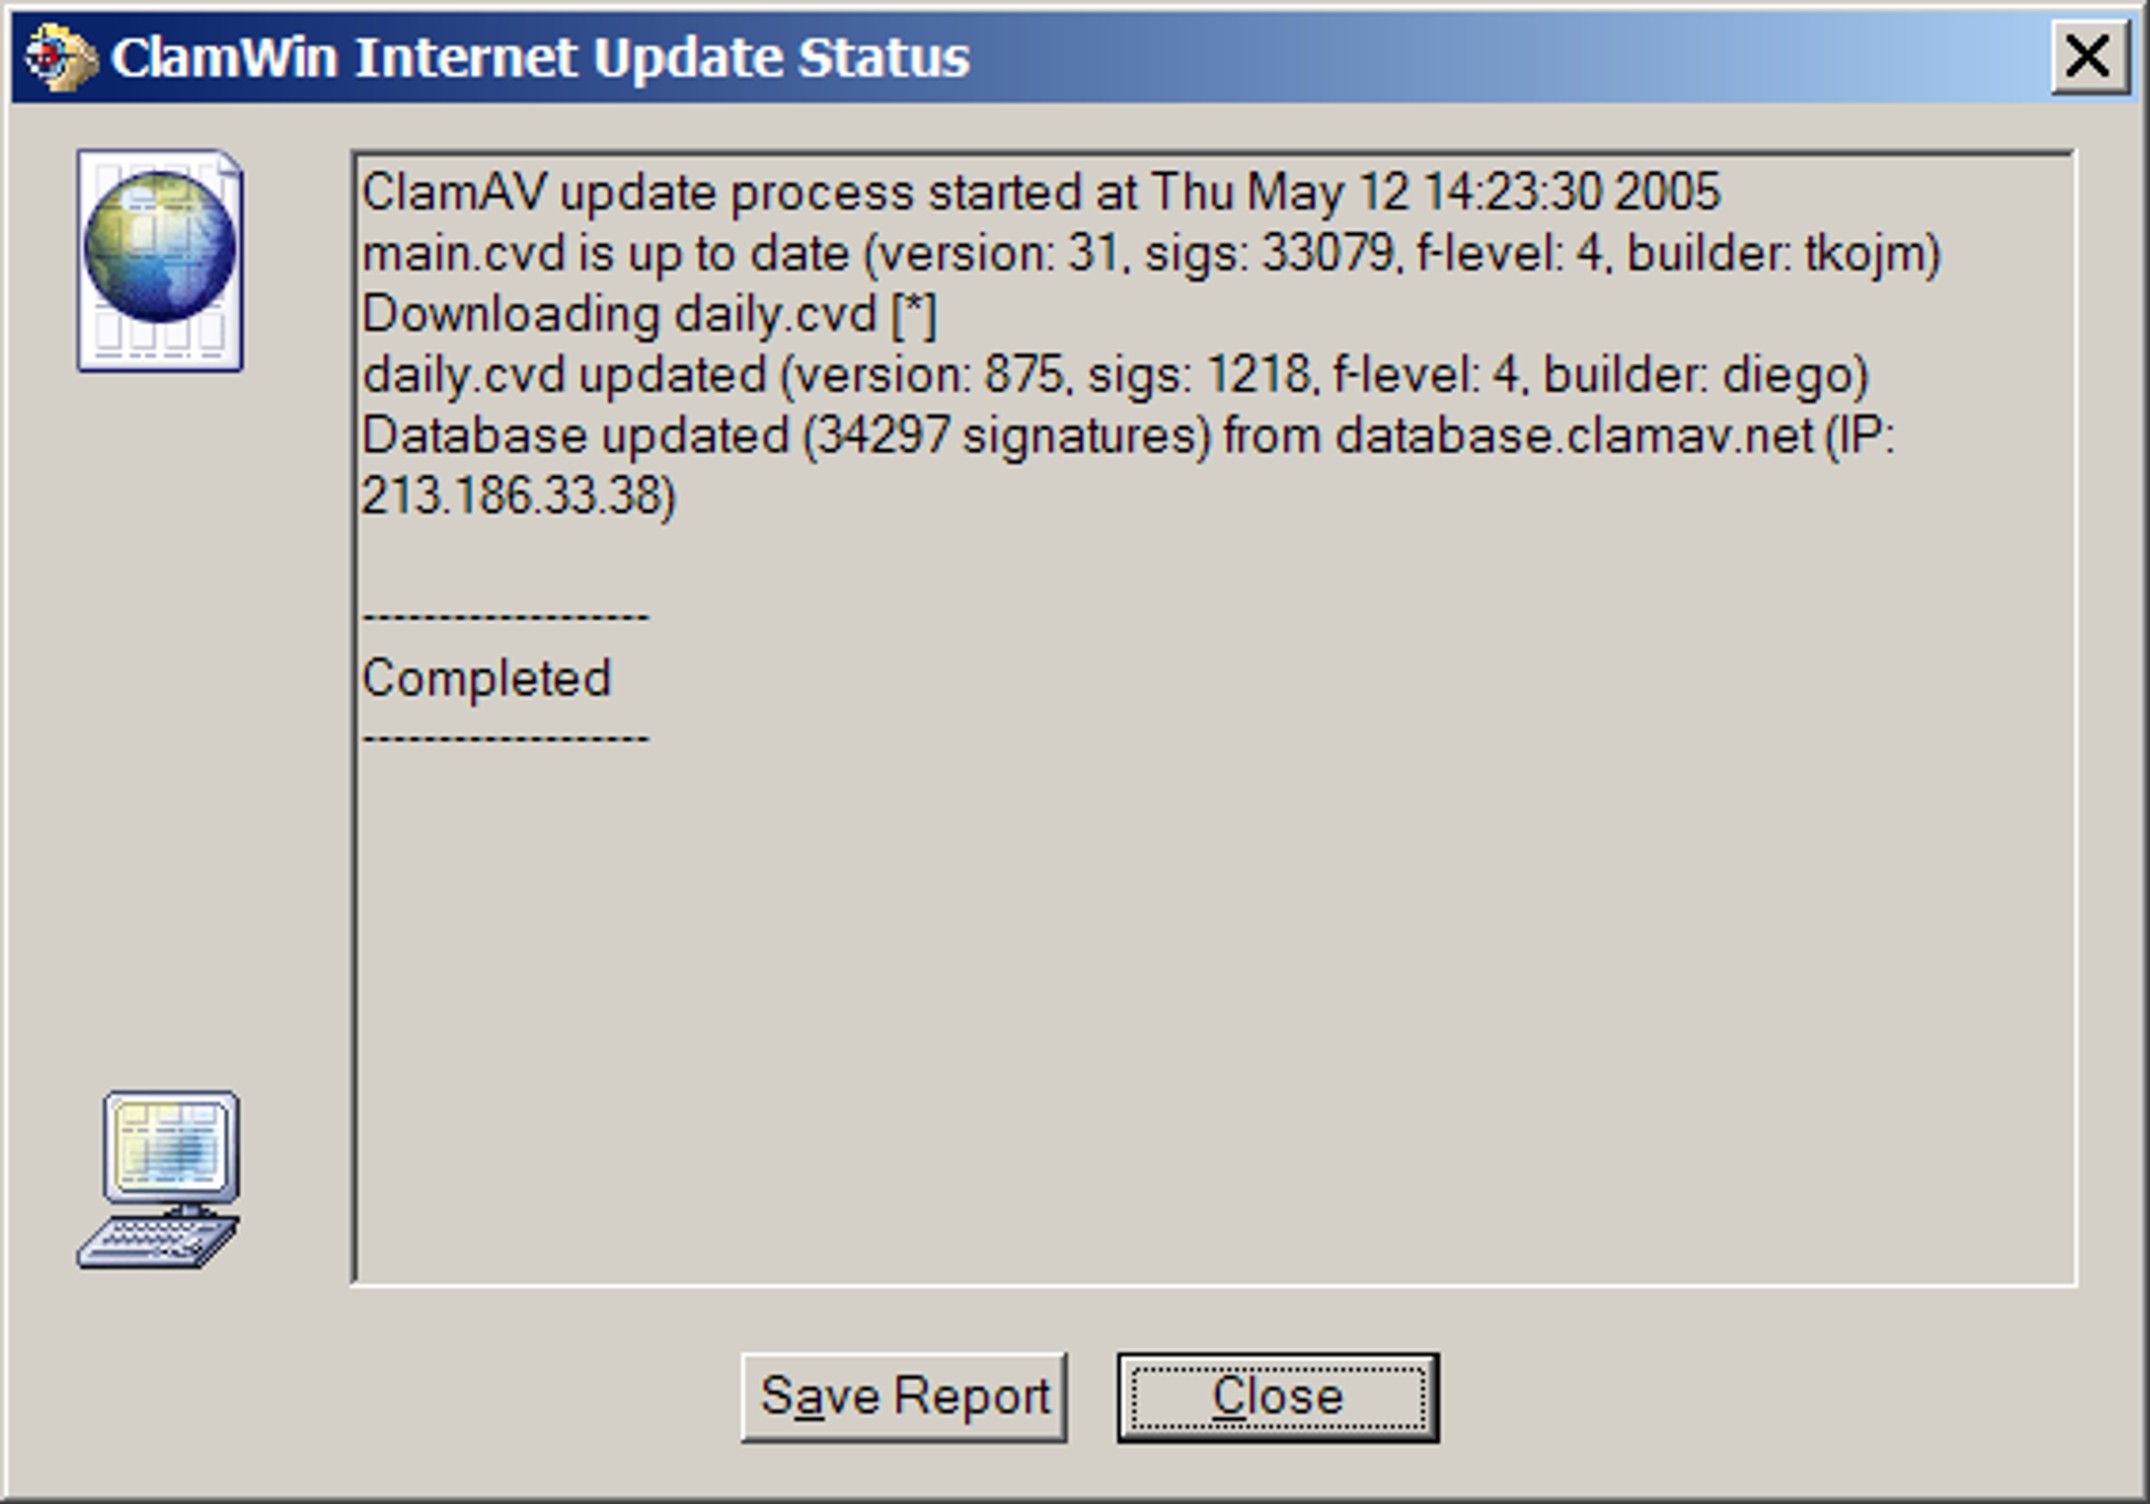 ClamWin Internet Update Status
ClamAV update process started at Thu May 12 14:23:30 2005
main.cvd is up to date (version: 31, sigs: 33079, f-level: 4, builder: tkojm)
Downloading daily.cvd [*]
daily.cvd updated (version: 875, sigs: 1218, f-level: 4, builder: diego)
Database updated (34297 signatures) from database.clamav.net (IP:
213.186.33.38)
-------------------
Completed
-------------------
Save Report
Close